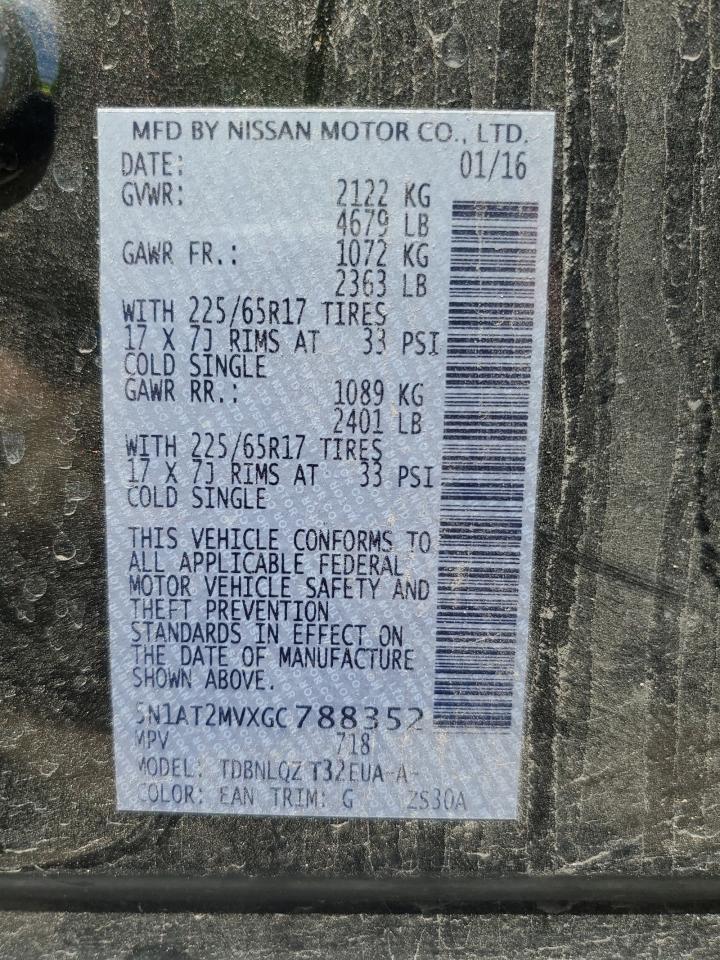 MFD BY NISSAN MOTOR CO., LTD.
DATE: 01/16
GVWR: 2122 KG
4679 LB
GAWR FR.: 1072 KG
2363 LB
WITH 225/65R17 TIRES
17 X 7J RIMS AT 33 PSI
COLD SINGLE
GAWR RR.: 1089 KG
2401 LB
WITH 225/65R17 TIRES
17 X 7J RIMS AT 33 PSI
COLD SINGLE
THIS VEHICLE CONFORMS TO
ALL APPLICABLE FEDERAL
MOTOR VEHICLE SAFETY AND
THEFT PREVENTION
STANDARDS IN EFFECT ON
THE DATE OF MANUFACTURE
SHOWN ABOVE.
5N1AT2MVXGC788352
MPV 718
MODEL: TDBNLQZ T32EUA-A-
COLOR: EAN TRIM: G ZS30A